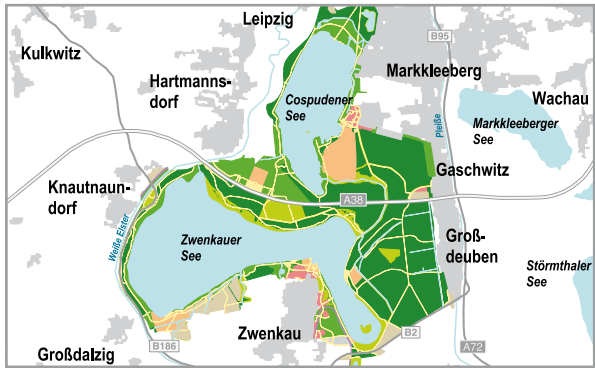 Leipzig
B95
Kulkwitz
Hartmanns-
dorf
Markkleeberg
Cospudener
See
Wachau
Markkleeberger
See
Pleiße
Gaschwitz
Knautnaun-
dorf
A38
Weiße Elster
Zwenkauer
See
Groß-
deuben
Störmthaler
See
Zwenkau
B2
B186
A72
Großdalzig